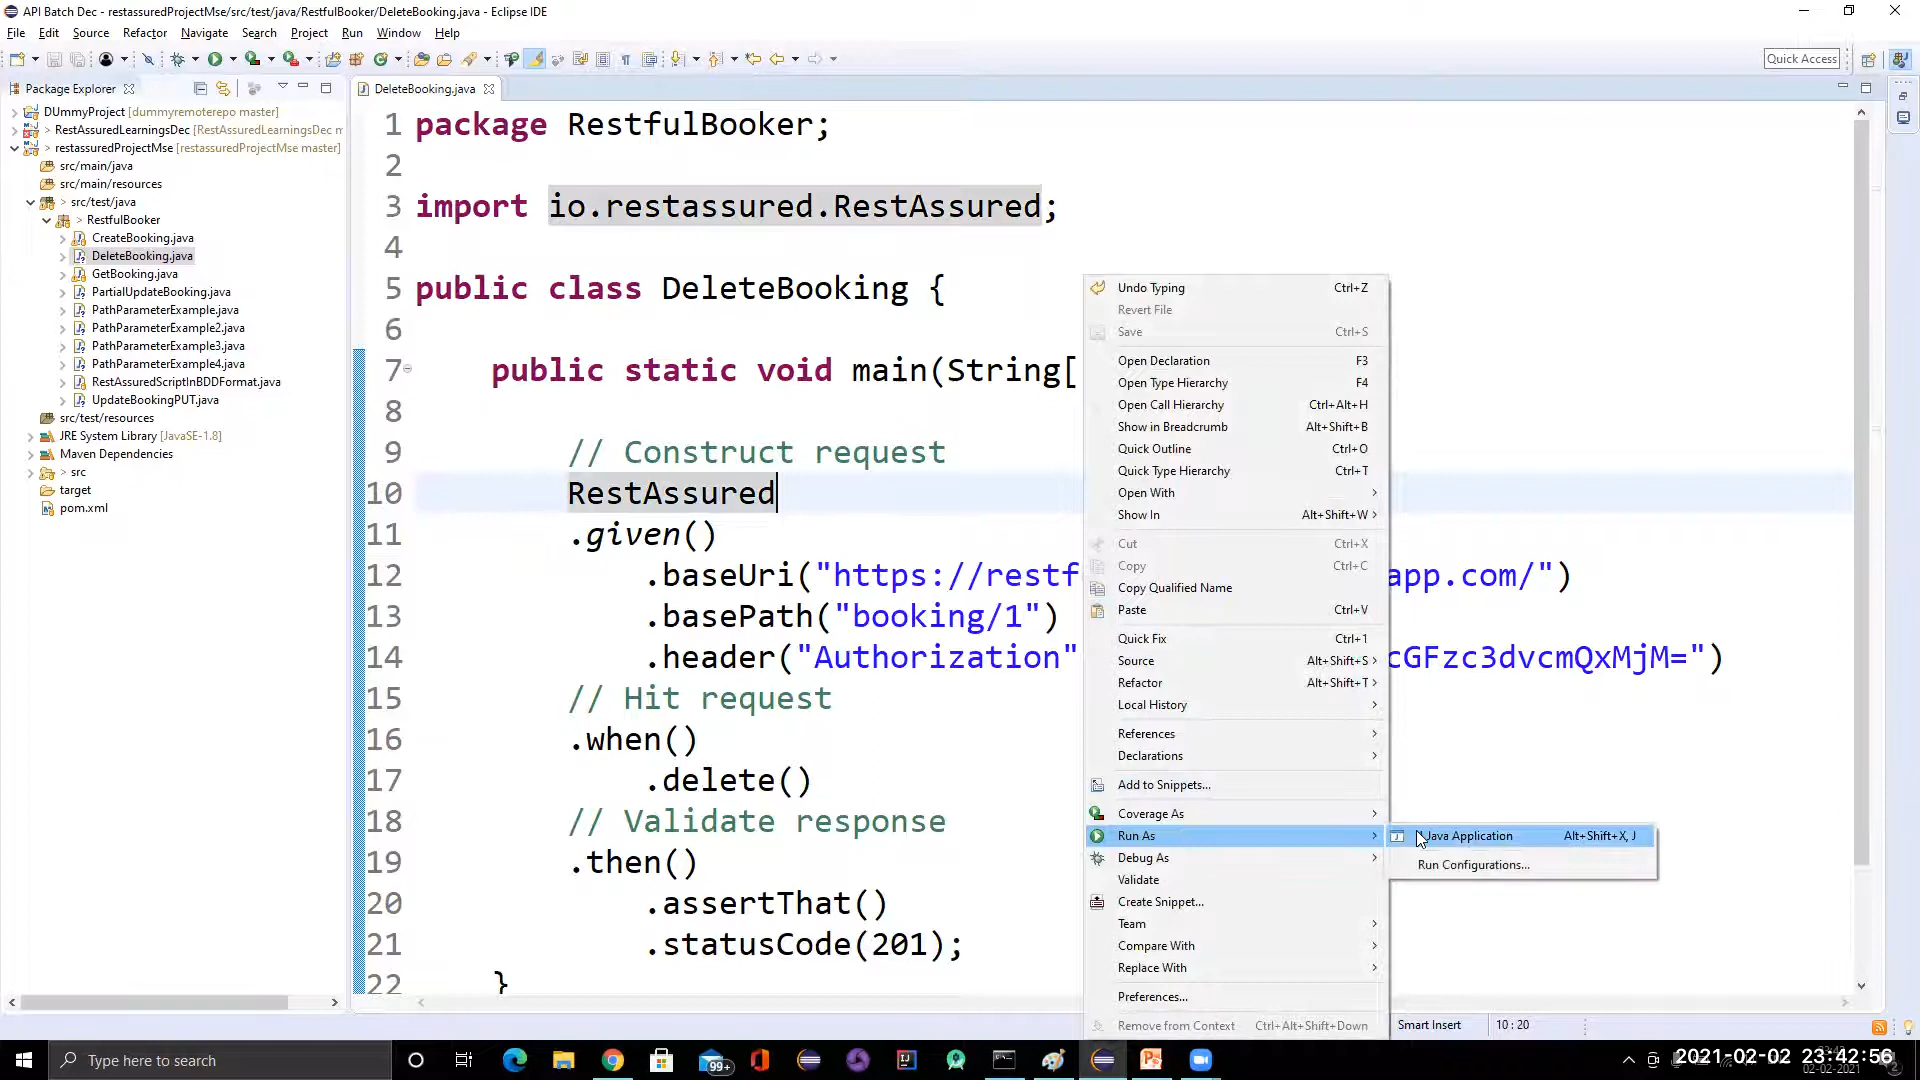 API Batch Dec - restassuredProjectMse/src/test/java/RestfulBooker/DeleteBooking.java - Eclipse IDE
File Edit Source Refactor Navigate Search Project Run Window Help
Quick Access
Package Explorer
DUmmyProject [dummyremoterepo master]
> RestAssuredLearningsDec [RestAssuredLearningsDec m
> restassuredProjectMse [restassuredProjectMse master]
src/main/java
src/main/resources
> src/test/java
> RestfulBooker
CreateBooking.java
DeleteBooking.java
GetBooking.java
PartialUpdateBooking.java
PathParameterExample.java
PathParameterExample2.java
PathParameterExample3.java
PathParameterExample4.java
RestAssuredScriptInBDDFormat.java
UpdateBookingPUT.java
src/test/resources
JRE System Library [JavaSE-1.8]
Maven Dependencies
> src
target
pom.xml
DeleteBooking.java
1 package RestfulBooker;
2
3 import io.restassured.RestAssured;
4
5 public class DeleteBooking {
6
7 public static void main(String[
8
9 // Construct request
10 RestAssured
11 .given()
12 .baseUri("https://restf app.com/")
13 .basePath("booking/1")
14 .header("Authorization" cGFzc3dvcmQxMjM=")
15 // Hit request
16 .when()
17 .delete()
18 // Validate response
19 .then()
20 .assertThat()
21 .statusCode(201);
22 }
Undo Typing Ctrl+Z
Revert File
Save Ctrl+S
Open Declaration F3
Open Type Hierarchy F4
Open Call Hierarchy Ctrl+Alt+H
Show in Breadcrumb Alt+Shift+B
Quick Outline Ctrl+O
Quick Type Hierarchy Ctrl+T
Open With
Show In Alt+Shift+W
Cut Ctrl+X
Copy Ctrl+C
Copy Qualified Name
Paste Ctrl+V
Quick Fix Ctrl+1
Source Alt+Shift+S
Refactor Alt+Shift+T
Local History
References
Declarations
Add to Snippets...
Coverage As
Run As
Debug As
Validate
Create Snippet...
Team
Compare With
Replace With
Preferences...
Remove from Context Ctrl+Alt+Shift+Down
1 Java Application Alt+Shift+X, J
Run Configurations...
Smart Insert 10 : 20
Type here to search
99+
2021-02-02 23:42:56
02-02-2021